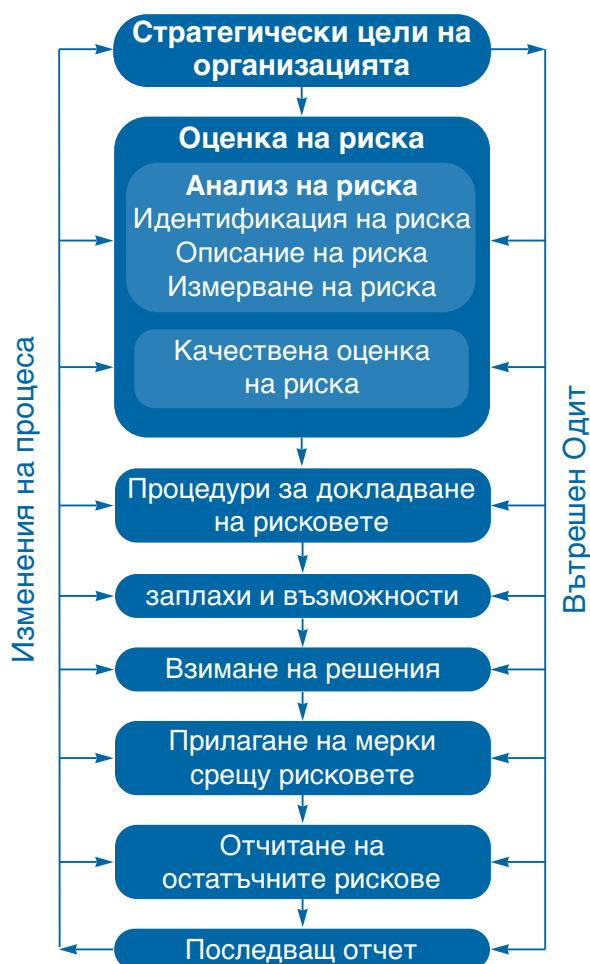 Стратегически цели на
организацията
Оценка на риска
Анализ на риска
Идентификация на риска
Описание на риска
Измерване на риска
Качествена оценка
на риска
Процедури за докладване
на рисковете
заплахи и възможности
Взимане на решения
Прилагане на мерки
срещу рисковете
Отчитане на
остатъчните рискове
Последващ отчет
Изменения на процеса
Вътрешен Одит